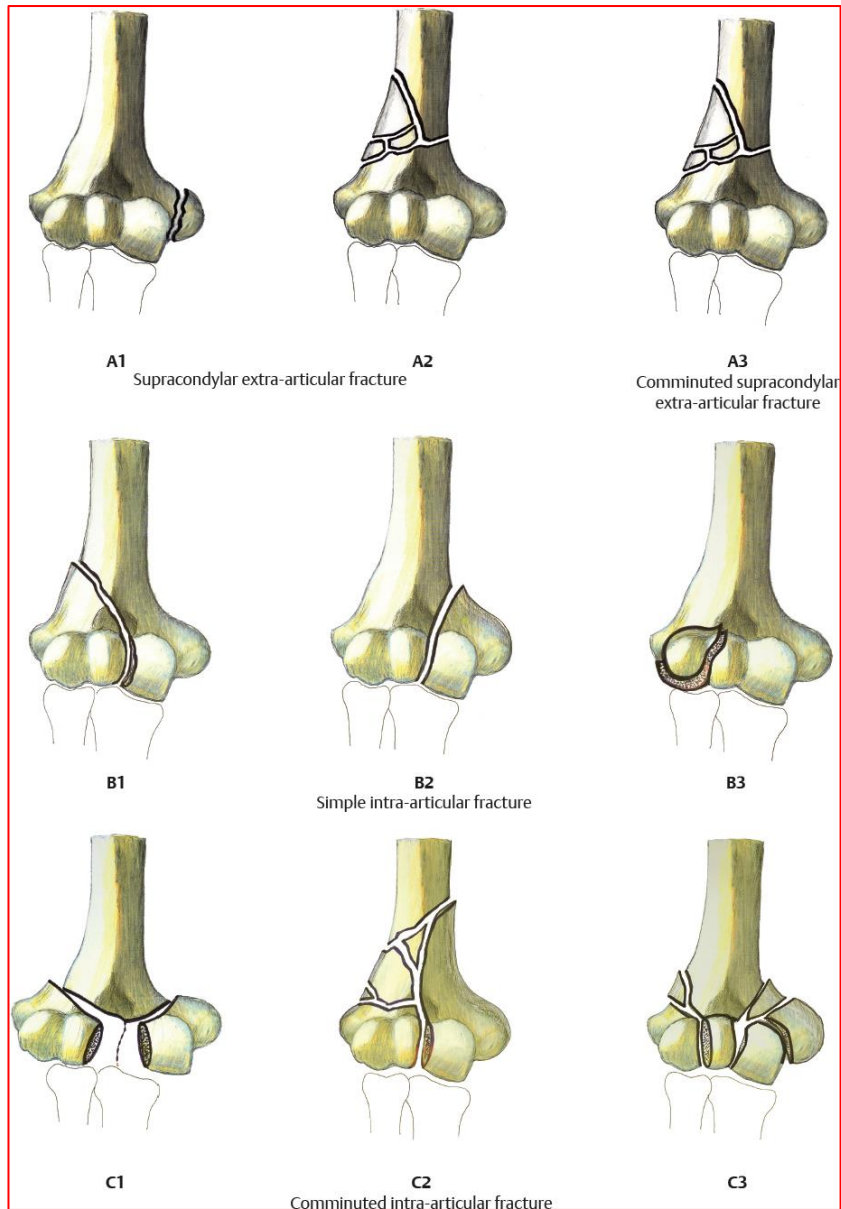 A1
A2
A3
Supracondylar extra-articular fracture
Comminuted supracondylar
extra-articular fracture
B1
B2
B3
Simple intra-articular fracture
C1
C2
C3
Comminuted intra-articular fracture